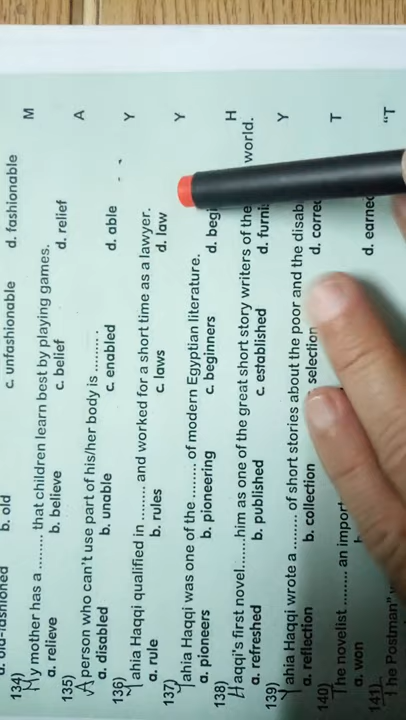 a. old-fashioned b. old c. unfashionable d. fashionable
134) My mother has a ......... that children learn best by playing games. M
a. relieve b. believe c. belief d. relief
135) A person who can't use part of his/her body is ......... . A
a. disabled b. unable c. enabled d. able
136) Yahia Haqqi qualified in ......... and worked for a short time as a lawyer. Y
a. rule b. rules c. laws d. law
137) Yahia Haqqi was one of the ......... of modern Egyptian literature. Y
a. pioneers b. pioneering c. beginners d. begi
138) Haqqi's first novel.......him as one of the great short story writers of the world. H
a. refreshed b. published c. established d. furni
139) Yahia Haqqi wrote a ......... of short stories about the poor and the disab Y
a. reflection b. collection selection d. correc
140) The novelist ......... an import T
a. won d. earned
141) "The Postman" "T